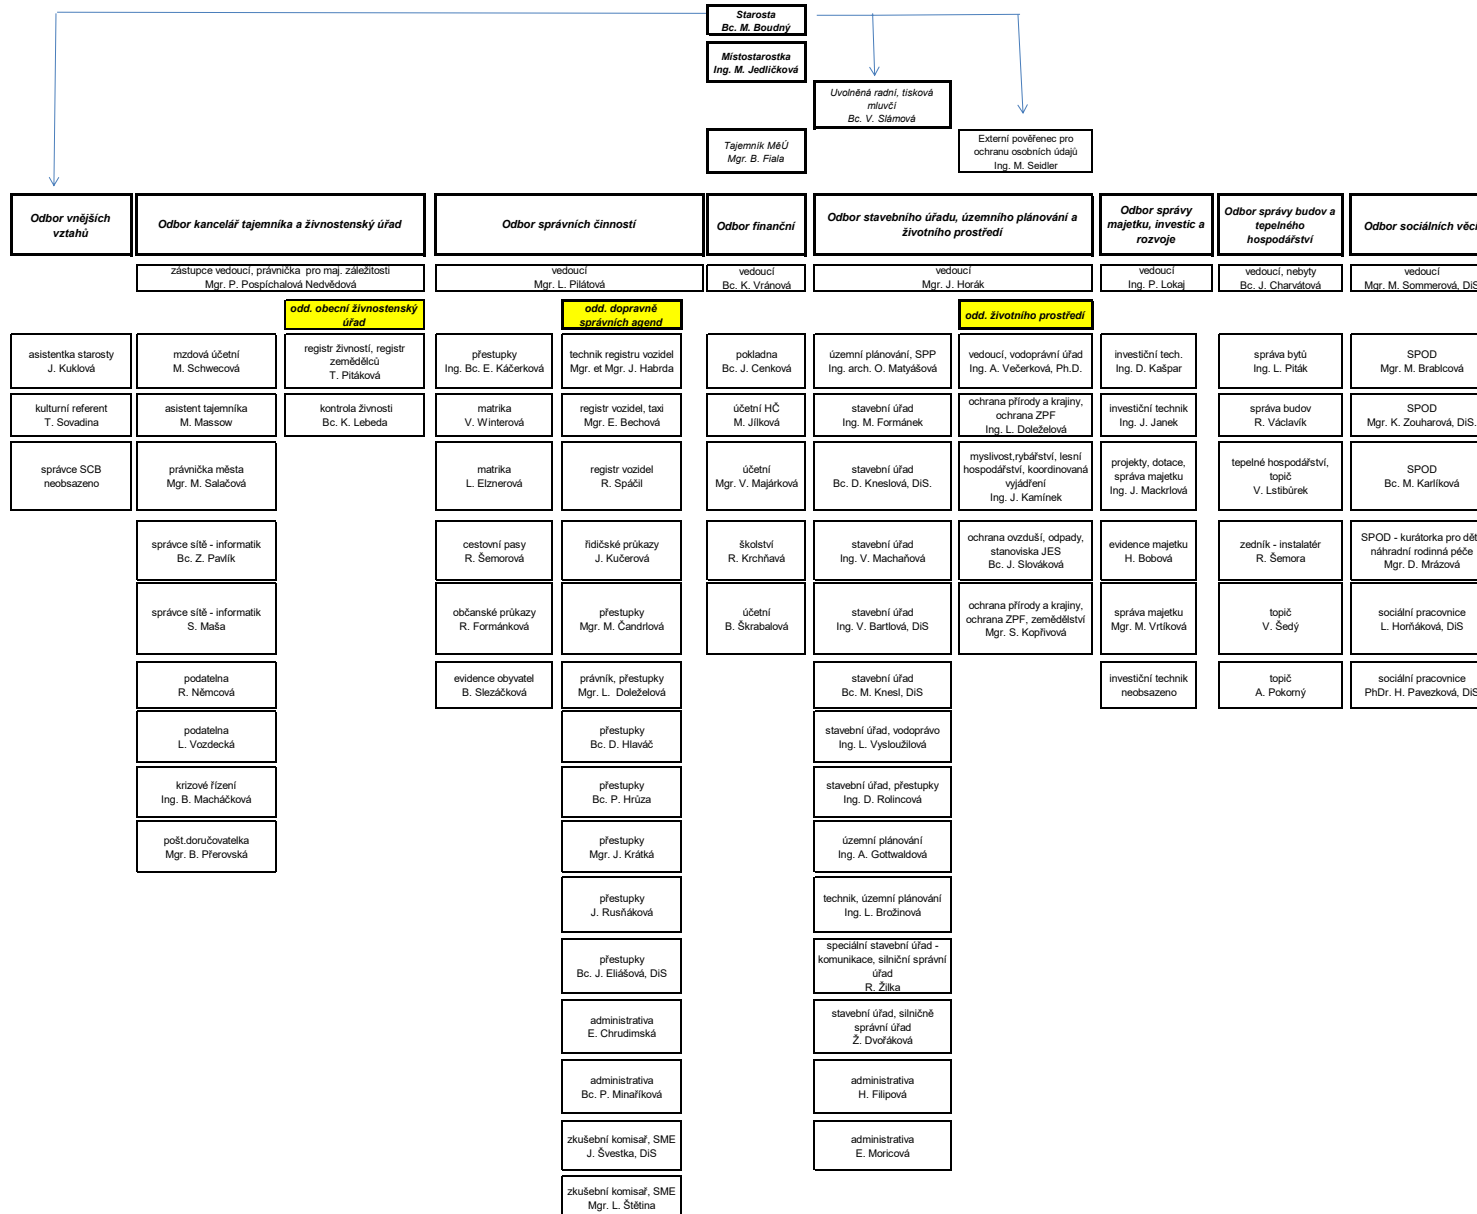 Starosta
Bc. M. Boudný
Místostarostka
Ing. M. Jedličková
Uvolněná radní, tisková
mluvčí
Bc. V. Slámová
Tajemník MěÚ
Mgr. B. Fiala
Externí pověřenec pro
ochranu osobních údajů
Ing. M. Seidler
Odbor vnějších
vztahů
Odbor kancelář tajemníka a živnostenský úřad
Odbor správních činností
Odbor finanční
Odbor stavebního úřadu, územního plánování a
životního prostředí
Odbor správy
majetku, investic a
rozvoje
Odbor správy budov a
tepelného
hospodářství
Odbor sociálních věcí
zástupce vedoucí, právnička  pro maj. záležitosti
Mgr. P. Pospíchalová Nedvědová
vedoucí
Mgr. L. Pilátová
vedoucí
Bc. K. Vránová
vedoucí
Mgr. J. Horák
vedoucí
Ing. P. Lokaj
vedoucí, nebyty
Bc. J. Charvátová
vedoucí
Mgr. M. Sommerová, DiS
odd. obecní živnostenský
úřad
odd. dopravně
správních agend
odd. životního prostředí
asistentka starosty
J. Kuklová
mzdová účetní
M. Schwecová
registr živností, registr
zemědělců
T. Pitáková
přestupky
Ing. Bc. E. Káčerková
technik registru vozidel
Mgr. et Mgr. J. Habrda
pokladna
Bc. J. Cenková
územní plánování, SPP
Ing. arch. O. Matyášová
vedoucí, vodoprávní úřad
Ing. A. Večerková, Ph.D.
investiční tech.
Ing. D. Kašpar
správa bytů
Ing. L. Piták
SPOD
Mgr. M. Brablcová
kulturní referent
T. Sovadina
asistent tajemníka
M. Massow
kontrola živností
Bc. K. Lebeda
matrika
V. Winterová
registr vozidel, taxi
Mgr. E. Bechová
účetní HČ
M. Jílková
stavební úřad
Ing. M. Formánek
ochrana přírody a krajiny,
ochrana ZPF
Ing. L. Doleželová
investiční technik
Ing. J. Janek
správa budov
R. Václavík
SPOD
Mgr. K. Zouharová, DiS.
správce SCB
neobsazeno
právnička města
Mgr. M. Salačová
matrika
L. Elznerová
registr vozidel
R. Spáčil
účetní
Mgr. V. Majárková
stavební úřad
Bc. D. Kneslová, DiS.
myslivost,rybářství, lesní
hospodářství, koordinovaná
vyjádření
Ing. J. Kamínek
projekty, dotace,
správa majetku
Ing. J. Mackrlová
tepelné hospodářství,
topič
V. Lstibůrek
SPOD
Bc. M. Karlíková
správce sítě - informatik
Bc. Z. Pavlík
cestovní pasy
R. Šemorová
řidičské průkazy
J. Kučerová
školství
R. Krchňavá
stavební úřad
Ing. V. Machaňová
ochrana ovzduší, odpady,
stanoviska JES
Bc. J. Slováková
evidence majetku
H. Bobová
zedník - instalatér
R. Šemora
SPOD - kurátorka pro dět
náhradní rodinná péče
Mgr. D. Mrázová
správce sítě - informatik
S. Maša
občanské průkazy
R. Formánková
přestupky
Mgr. M. Čandrlová
účetní
B. Škrabalová
stavební úřad
Ing. V. Bartlová, DiS
ochrana přírody a krajiny,
ochrana ZPF, zemědělství
Mgr. S. Kopřivová
správa majetku
Mgr. M. Vrtíková
topič
V. Šedý
sociální pracovnice
L. Horňáková, DiS
podatelna
R. Němcová
evidence obyvatel
B. Slezáčková
právník, přestupky
Mgr. L.  Doleželová
stavební úřad
Bc. M. Knesl, DiS
investiční technik
neobsazeno
topič
A. Pokorný
sociální pracovnice
PhDr. H. Pavezková, DiS
podatelna
L. Vozdecká
přestupky
Bc. D. Hlaváč
stavební úřad, vodoprávo
Ing. L. Vysloužilová
krizové řízení
Ing. B. Macháčková
přestupky
Bc. P. Hrůza
stavební úřad, přestupky
Ing. D. Rolincová
pošt.doručovatelka
Mgr. B. Přerovská
přestupky
Mgr. J. Krátká
územní plánování
Ing. A. Gottwaldová
přestupky
J. Rusňáková
technik, územní plánování
Ing. L. Brožinová
přestupky
Bc. J. Eliášová, DiS
speciální stavební úřad -
komunikace, silniční správní
úřad
R. Žilka
administrativa
E. Chrudimská
stavební úřad, silničně
správní úřad
Ž. Dvořáková
administrativa
Bc. P. Minaříková
administrativa
H. Filipová
zkušební komisař, SME
J. Švestka, DiS
administrativa
E. Moricová
zkušební komisař, SME
Mgr. L. Štětina